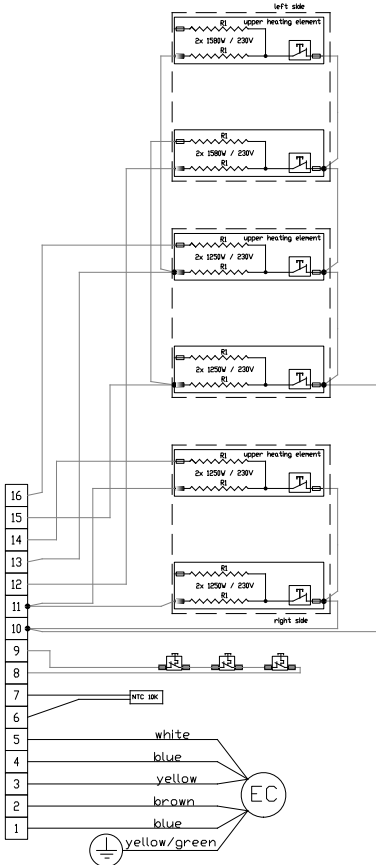 left side
R1 upper heating element
2x 1580W / 230V
R1
R1
2x 1580W / 230V
R1
R1 upper heating element
2x 1250W / 230V
R1
R1
2x 1250W / 230V
R1
R1 upper heating element
2x 1250W / 230V
R1
R1
2x 1250W / 230V
R1
right side
16
15
14
13
12
11
10
9
8
7
NTC 10K
6
5 white
4 blue
3 yellow
EC
2 brown
1 blue
yellow/green